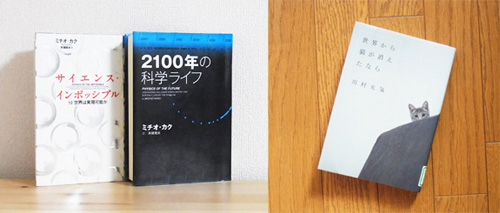 ミチオ・カク
サイエンス・
インポッシブル
2100年の
科学ライフ
PHYSICS OF THE FUTURE
ミチオ・カク
世界から
猫が消え
たなら
川村元気